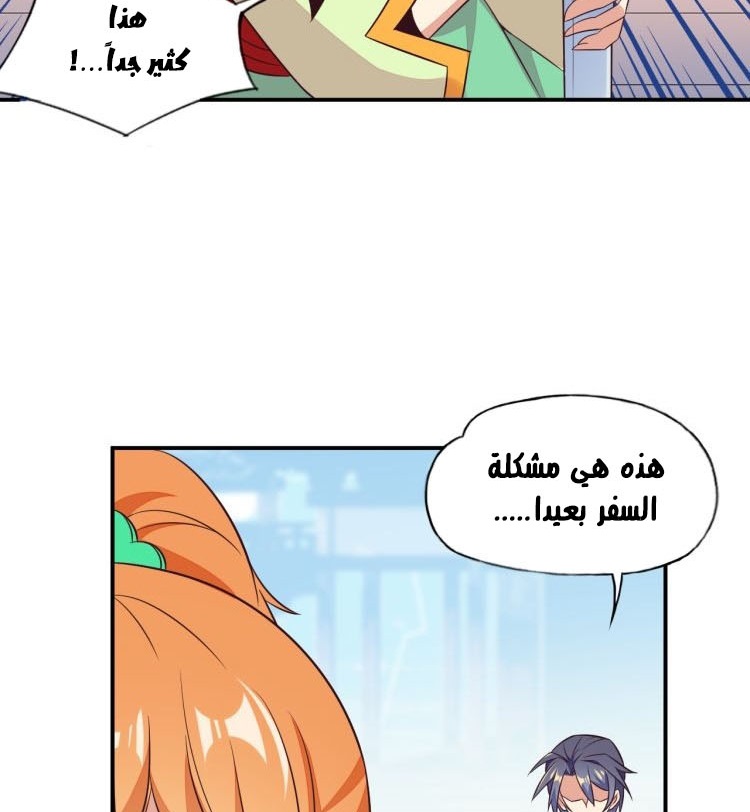 هذا
كثير جداً...!
هذه هي مشكلة
السفر بعيدا.....